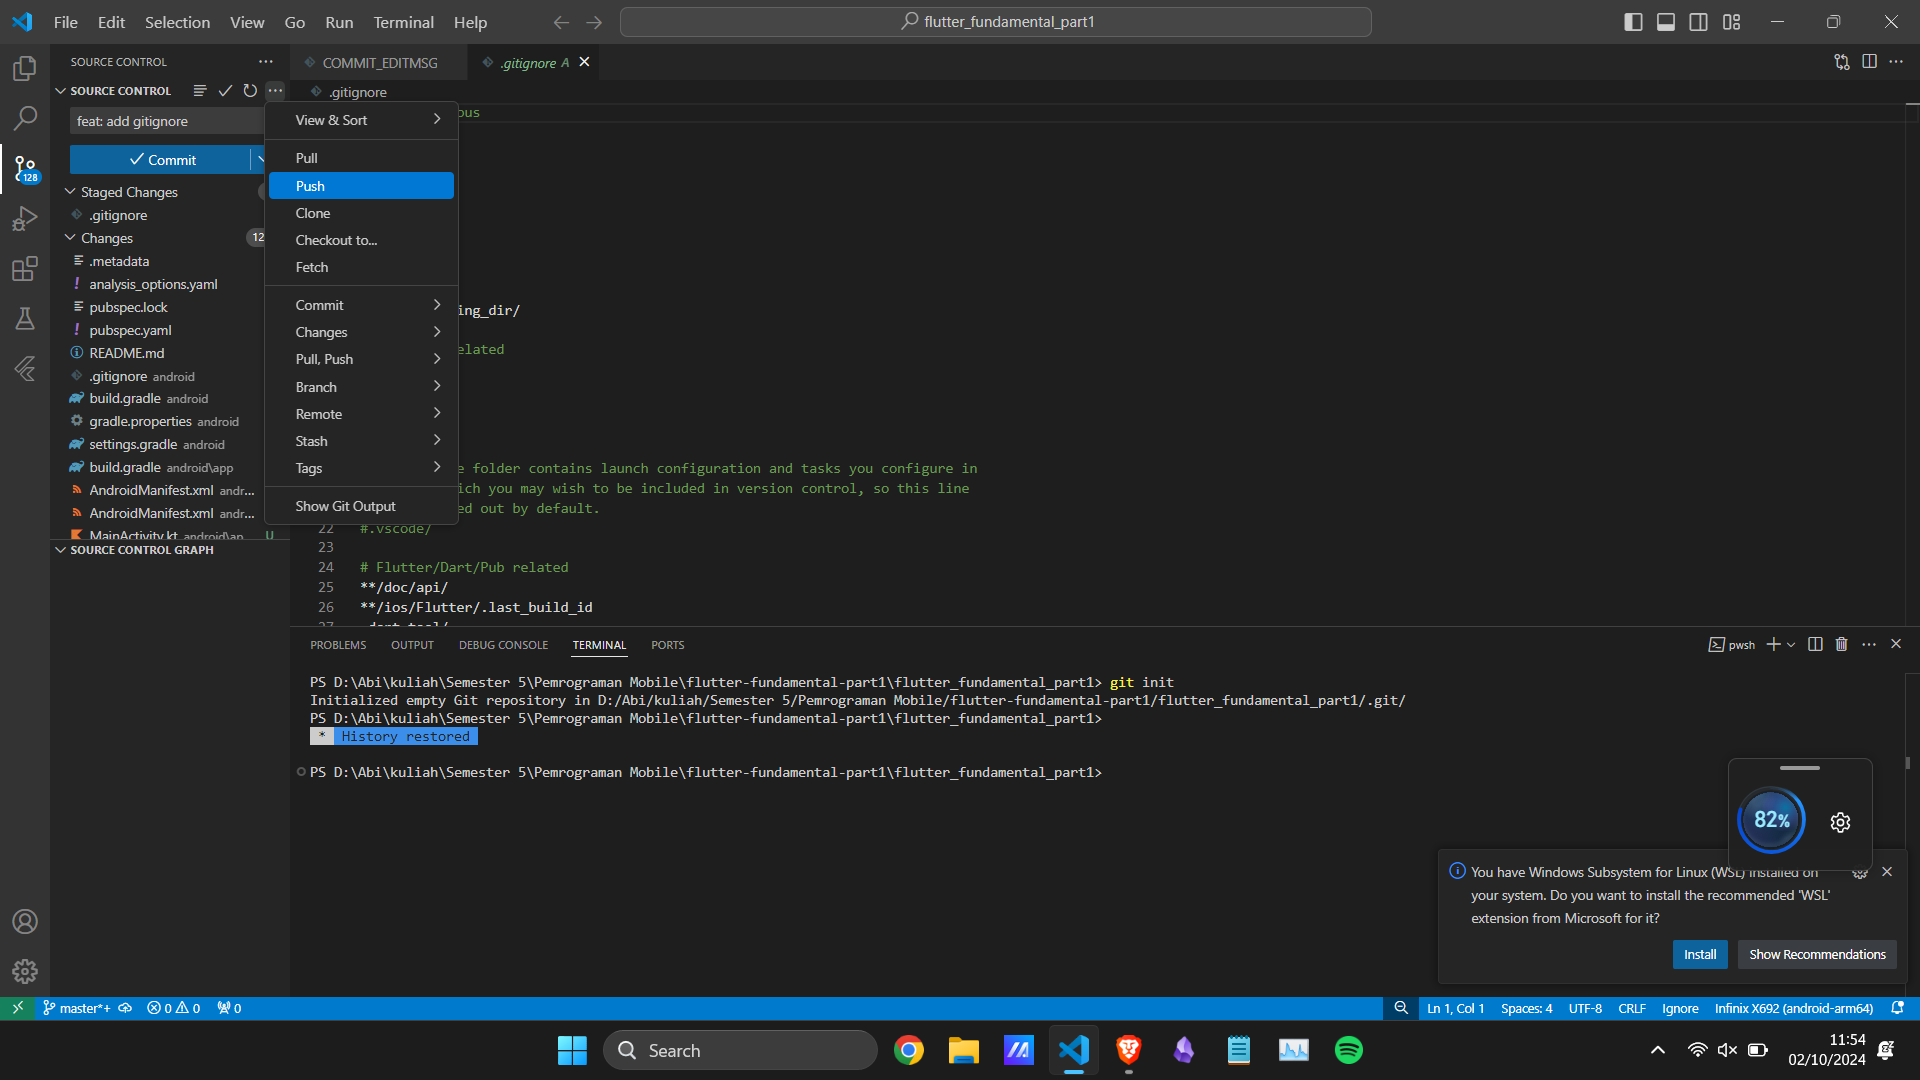 File Edit Selection View Go Run Terminal Help
flutter_fundamental_part1
SOURCE CONTROL
COMMIT_EDITMSG
.gitignore A
SOURCE CONTROL
.gitignore
feat: add gitignore
Commit
Staged Changes
.gitignore
Changes
.metadata
analysis_options.yaml
pubspec.lock
pubspec.yaml
README.md
.gitignore android
build.gradle android
gradle.properties android
settings.gradle android
build.gradle android\app
AndroidManifest.xml andr...
AndroidManifest.xml andr...
MainActivity.kt android\ap... U
SOURCE CONTROL GRAPH
128
View & Sort
Pull
Push
Clone
Checkout to...
Fetch
Commit
Changes
Pull, Push
Branch
Remote
Stash
Tags
Show Git Output
ous
ing_dir/
elated
e folder contains launch configuration and tasks you configure in
ich you may wish to be included in version control, so this line
ed out by default.
22 #.vscode/
23
24 # Flutter/Dart/Pub related
25 **/doc/api/
26 **/ios/Flutter/.last_build_id
27 .dart_tool/
PROBLEMS OUTPUT DEBUG CONSOLE TERMINAL PORTS
pwsh
PS D:\Abi\kuliah\Semester 5\Pemrograman Mobile\flutter-fundamental-part1\flutter_fundamental_part1> git init
Initialized empty Git repository in D:/Abi/kuliah/Semester 5/Pemrograman Mobile/flutter-fundamental-part1/flutter_fundamental_part1/.git/
PS D:\Abi\kuliah\Semester 5\Pemrograman Mobile\flutter-fundamental-part1\flutter_fundamental_part1>
* History restored
PS D:\Abi\kuliah\Semester 5\Pemrograman Mobile\flutter-fundamental-part1\flutter_fundamental_part1>
82%
You have Windows Subsystem for Linux (WSL) installed on
your system. Do you want to install the recommended 'WSL'
extension from Microsoft for it?
Install
Show Recommendations
master*+ 0 0 0
Ln 1, Col 1 Spaces: 4 UTF-8 CRLF Ignore Infinix X692 (android-arm64)
Search
11:54
02/10/2024